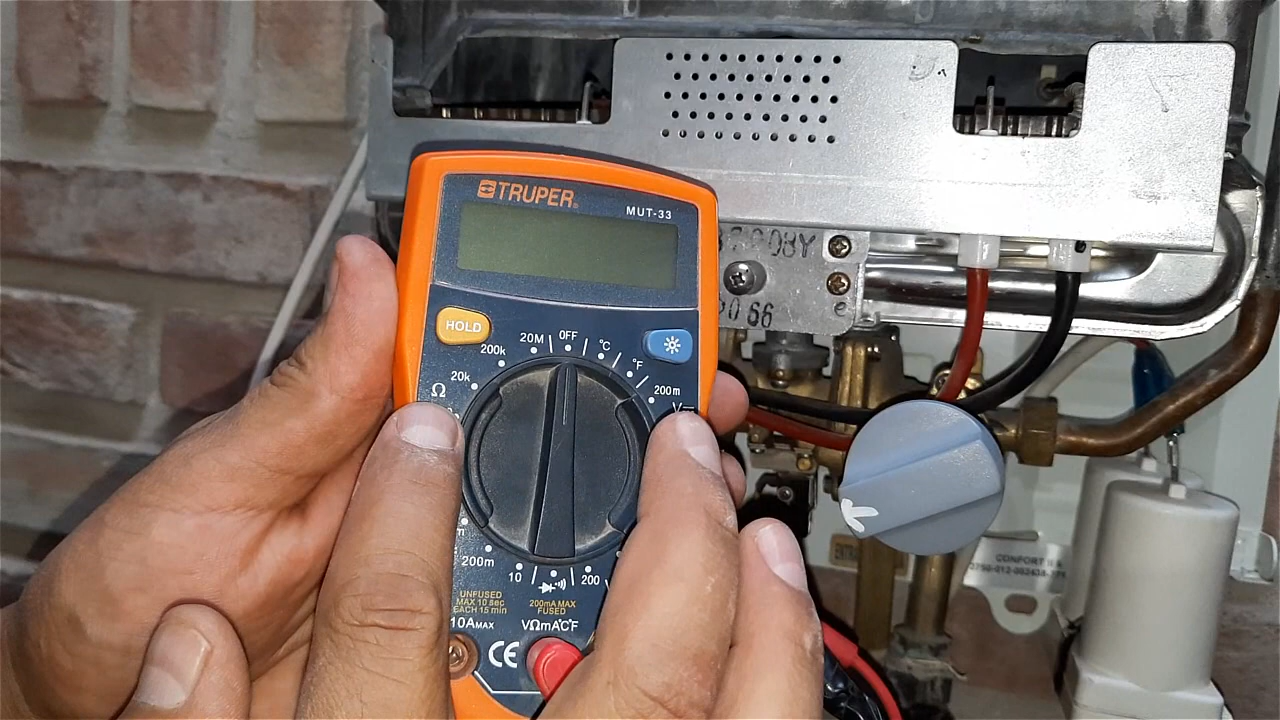 TRUPER
MUT-33
HOLD
OFF
20M
°C
°F
200k
200m
20k
Ω
V
200m
10
200
UNFUSED
MAX 10 sec
EACH 15 min
200mA MAX
FUSED
10AMAX
VΩmA°C°F
CE
66
e
CONFORT